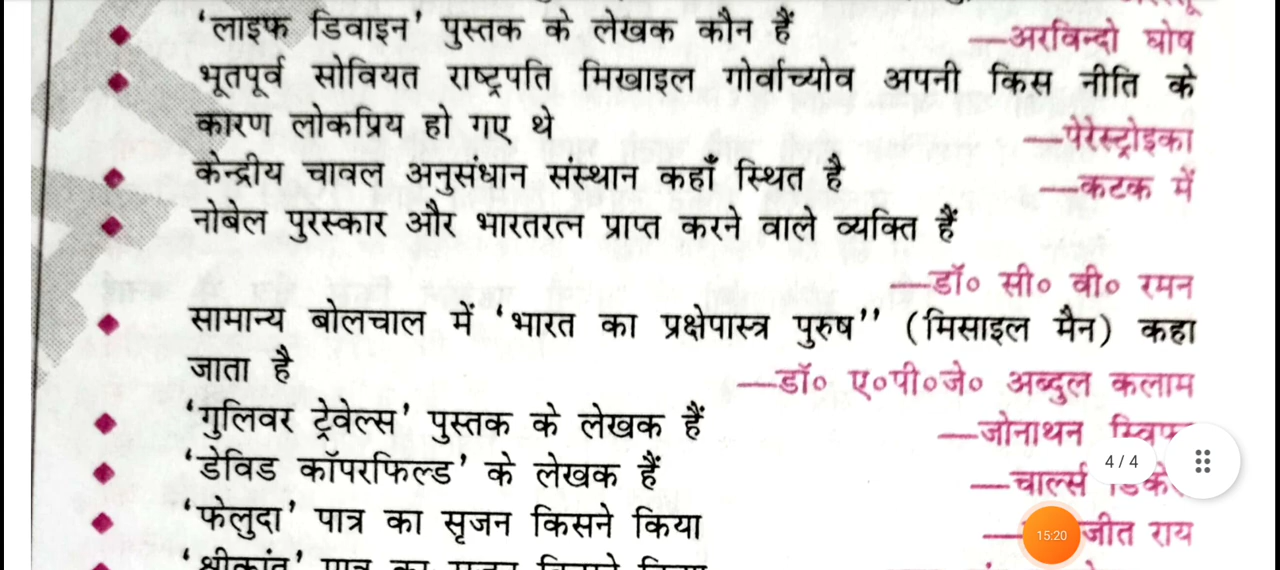 ‘लाइफ डिवाइन’ पुस्तक के लेखक कौन हैं —अरविन्दो घोष
भूतपूर्व सोवियत राष्ट्रपति मिखाइल गोर्वाच्योव अपनी किस नीति के
कारण लोकप्रिय हो गए थे —पेरेस्ट्रोइका
केन्द्रीय चावल अनुसंधान संस्थान कहाँ स्थित है —कटक में
नोबेल पुरस्कार और भारतरत्न प्राप्त करने वाले व्यक्ति हैं
—डॉ० सी० वी० रमन
सामान्य बोलचाल में ‘भारत का प्रक्षेपास्त्र पुरुष’’ (मिसाइल मैन) कहा
जाता है —डॉ० ए०पी०जे० अब्दुल कलाम
‘गुलिवर ट्रेवेल्स’ पुस्तक के लेखक हैं —जोनाथन
4 / 4
‘डेविड कॉपरफिल्ड’ के लेखक हैं —चार्ल्स
‘फेलुदा’ पात्र का सृजन किसने किया — जीत राय
15:20